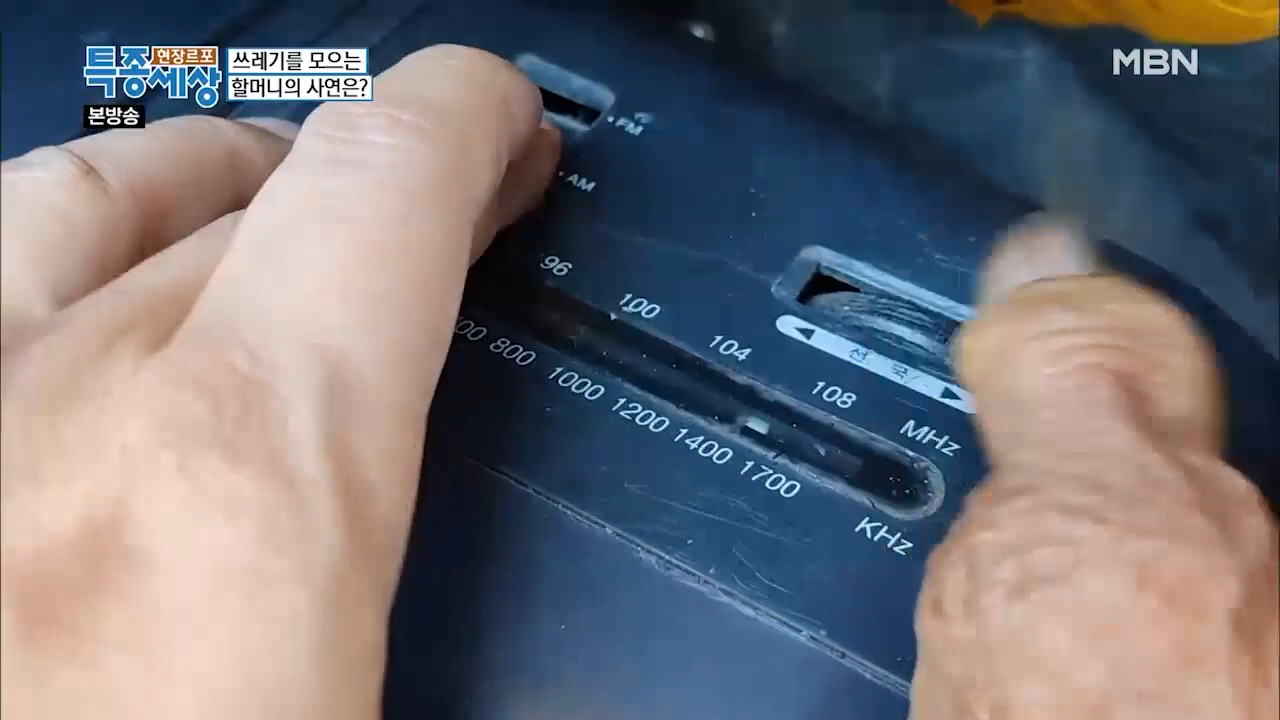 현장르포
특종세상
쓰레기를 모으는
할머니의 사연은?
본방송
MBN
• FM
• AM
96
100
104
108
MHz
800
1000
1200
1400
1700
KHz
선 국